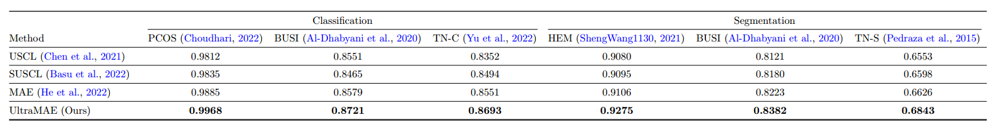 Classification Segmentation
Method PCOS (Choudhari, 2022) BUSI (Al-Dhabyani et al., 2020) TN-C (Yu et al., 2022) HEM (ShengWang1130, 2021) BUSI (Al-Dhabyani et al., 2020) TN-S (Pedraza et al., 2015)
USCL (Chen et al., 2021) 0.9812 0.8551 0.8352 0.9080 0.8121 0.6553
SUSCL (Basu et al., 2022) 0.9835 0.8465 0.8494 0.9095 0.8180 0.6598
MAE (He et al., 2022) 0.9885 0.8579 0.8551 0.9106 0.8223 0.6626
UltraMAE (Ours) 0.9968 0.8721 0.8693 0.9275 0.8382 0.6843